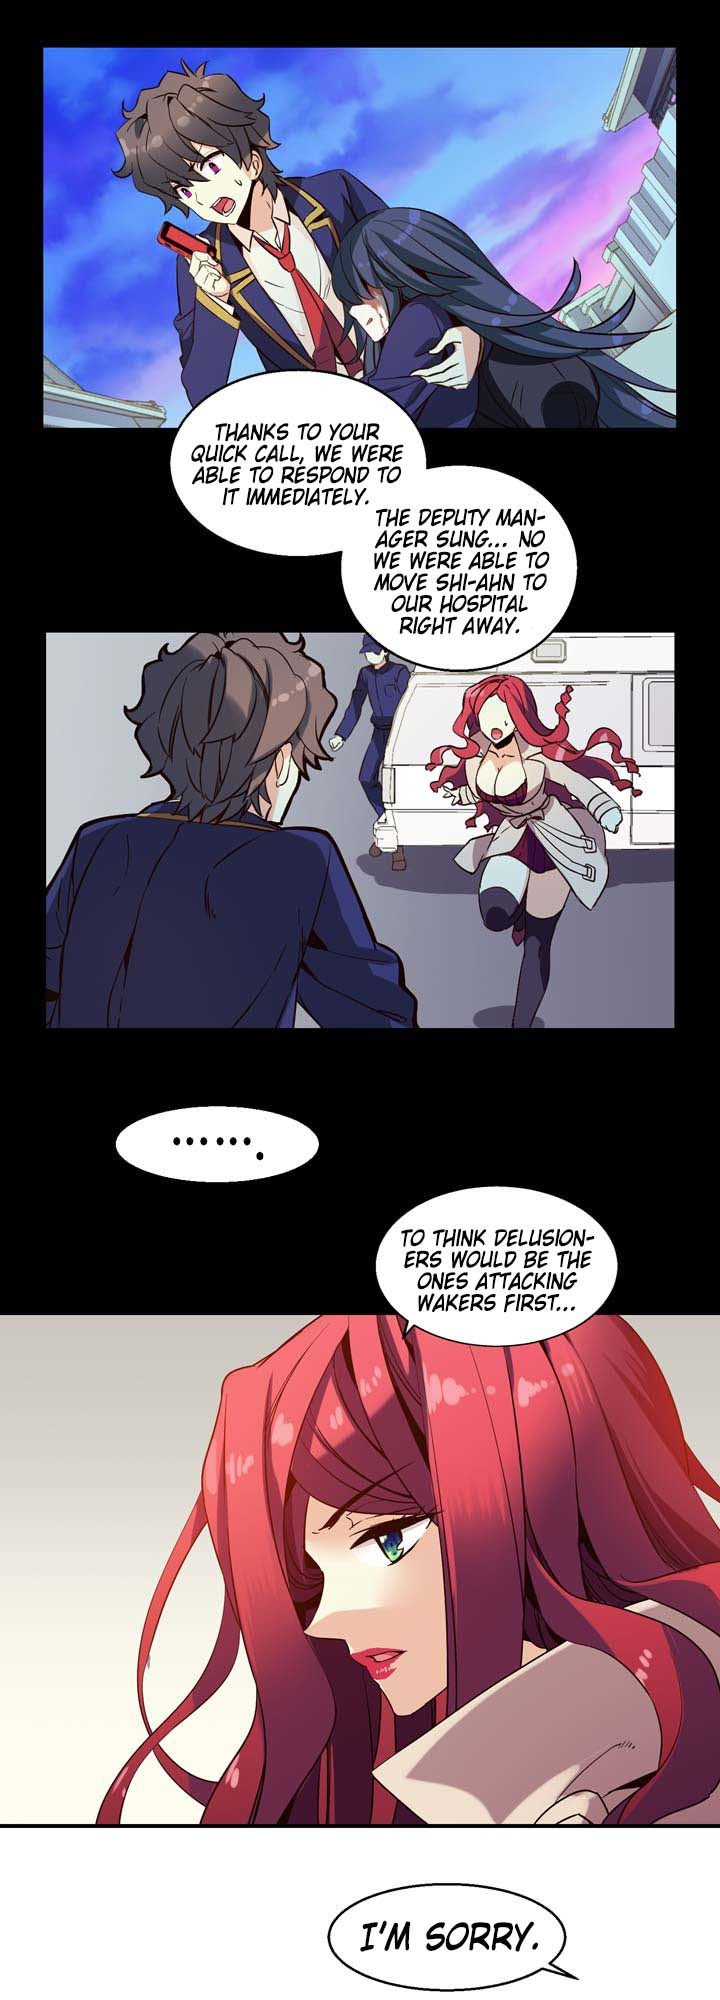 THANKS TO YOUR
QUICK CALL, WE WERE
ABLE TO RESPOND TO
IT IMMEDIATELY.
THE DEPUTY MAN-
AGER SUNG... NO
WE WERE ABLE TO
MOVE SHI-AHN TO
OUR HOSPITAL
RIGHT AWAY.
.......
TO THINK DELUSION-
ERS WOULD BE THE
ONES ATTACKING
WAKERS FIRST...
I'M SORRY.